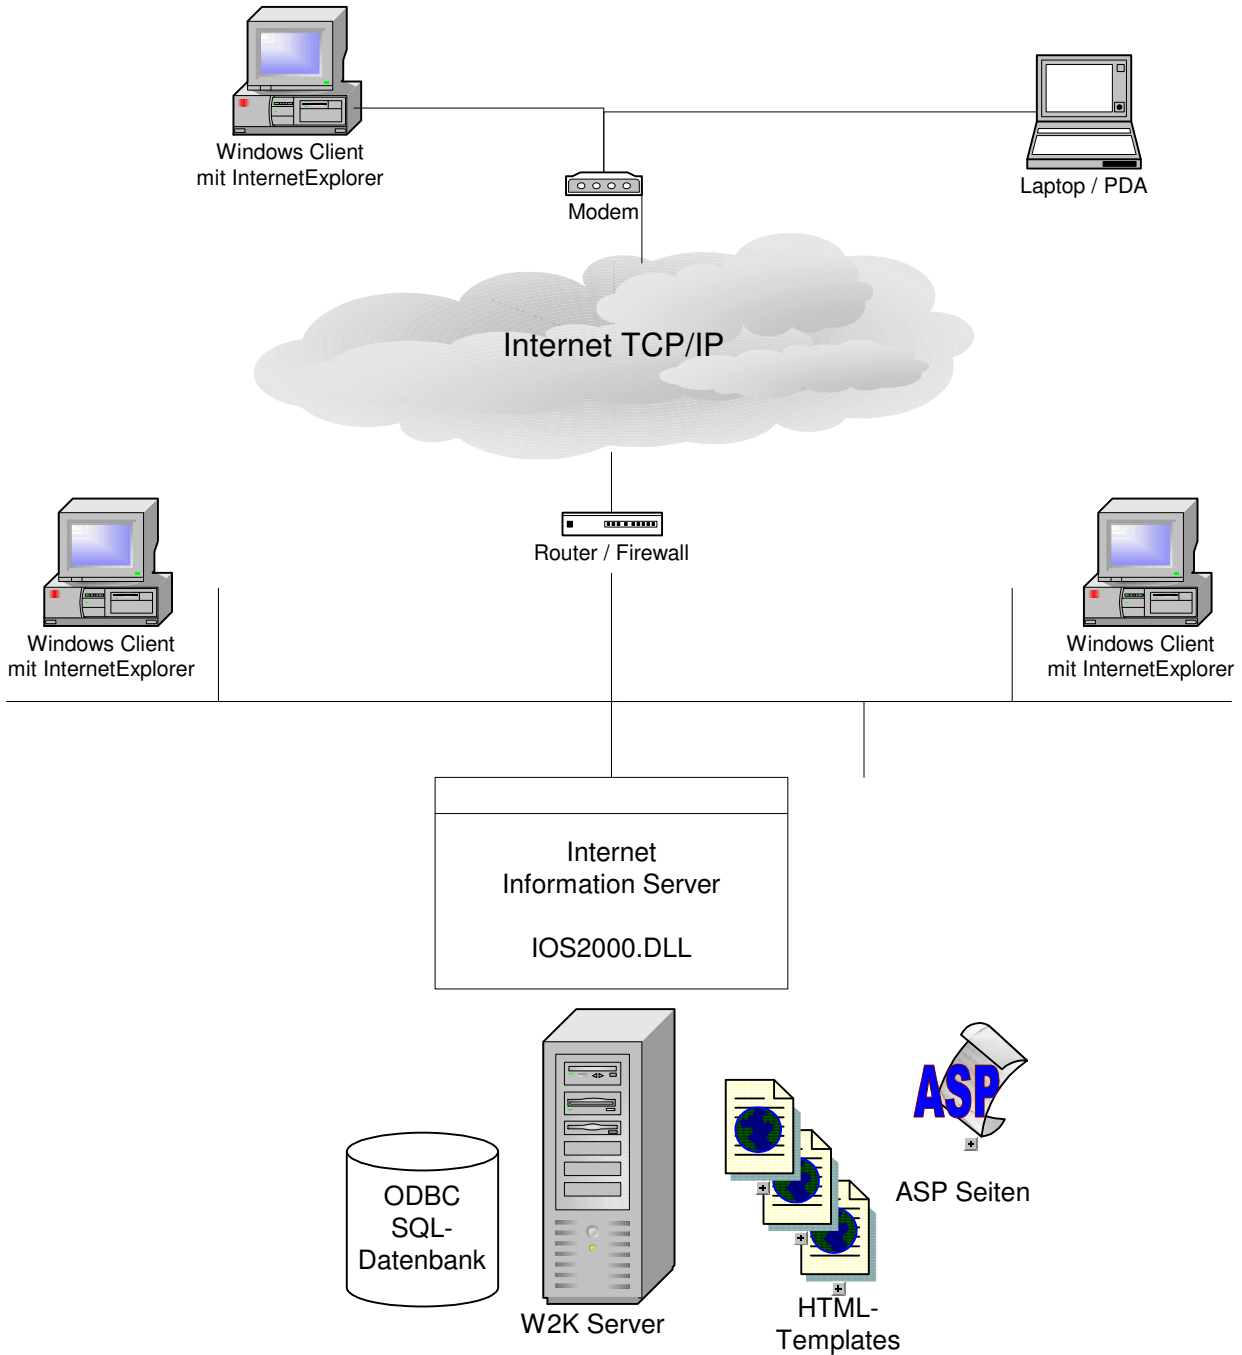 Windows Client
mit InternetExplorer
Laptop / PDA
Modem
Internet TCP/IP
Router / Firewall
Windows Client
mit InternetExplorer
Windows Client
mit InternetExplorer
Internet
Information Server
IOS2000.DLL
ASP
ODBC
SQL-
Datenbank
ASP Seiten
W2K Server
HTML-
Templates